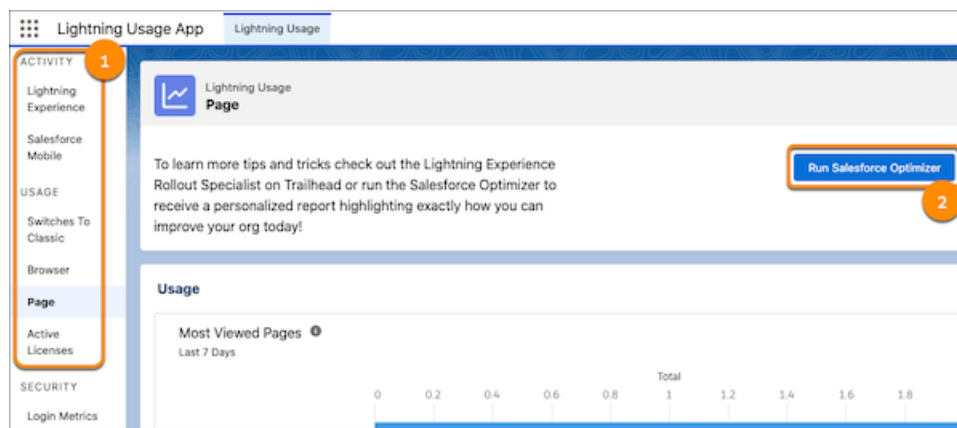 Lightning Usage App
Lightning Usage
ACTIVITY
1
Lightning
Experience
Salesforce
Mobile
USAGE
Switches To
Classic
Browser
Page
Active
Licenses
SECURITY
Login Metrics
Lightning Usage
Page
To learn more tips and tricks check out the Lightning Experience
Rollout Specialist on Trailhead or run the Salesforce Optimizer to
receive a personalized report highlighting exactly how you can
improve your org today!
Run Salesforce Optimizer
2
Usage
Most Viewed Pages
Last 7 Days
Total
0 0.2 0.4 0.6 0.8 1 1.2 1.4 1.6 1.8